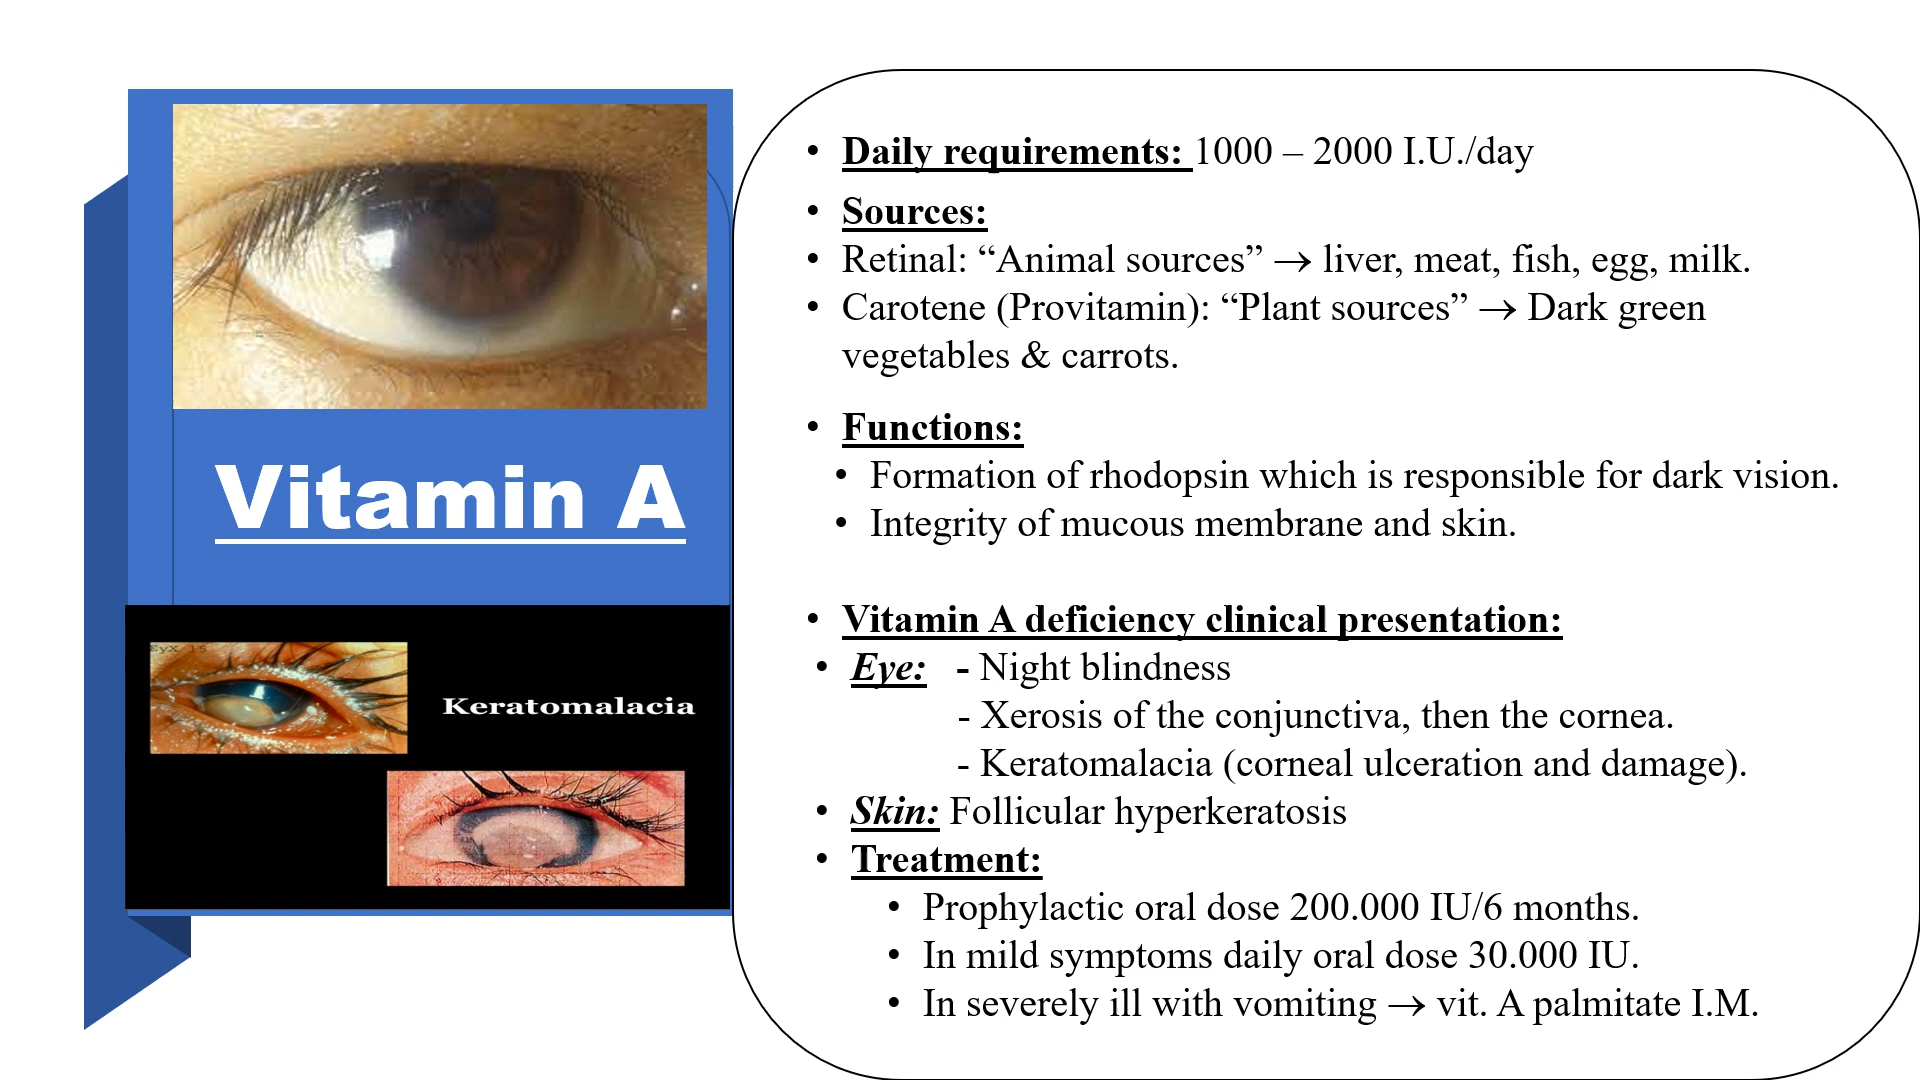 Vitamin A
EyX 15
Keratomalacia
• Daily requirements: 1000 – 2000 I.U./day
• Sources:
• Retinal: “Animal sources” → liver, meat, fish, egg, milk.
• Carotene (Provitamin): “Plant sources” → Dark green
vegetables & carrots.
• Functions:
• Formation of rhodopsin which is responsible for dark vision.
• Integrity of mucous membrane and skin.
• Vitamin A deficiency clinical presentation:
• Eye: - Night blindness
- Xerosis of the conjunctiva, then the cornea.
- Keratomalacia (corneal ulceration and damage).
• Skin: Follicular hyperkeratosis
• Treatment:
• Prophylactic oral dose 200.000 IU/6 months.
• In mild symptoms daily oral dose 30.000 IU.
• In severely ill with vomiting → vit. A palmitate I.M.